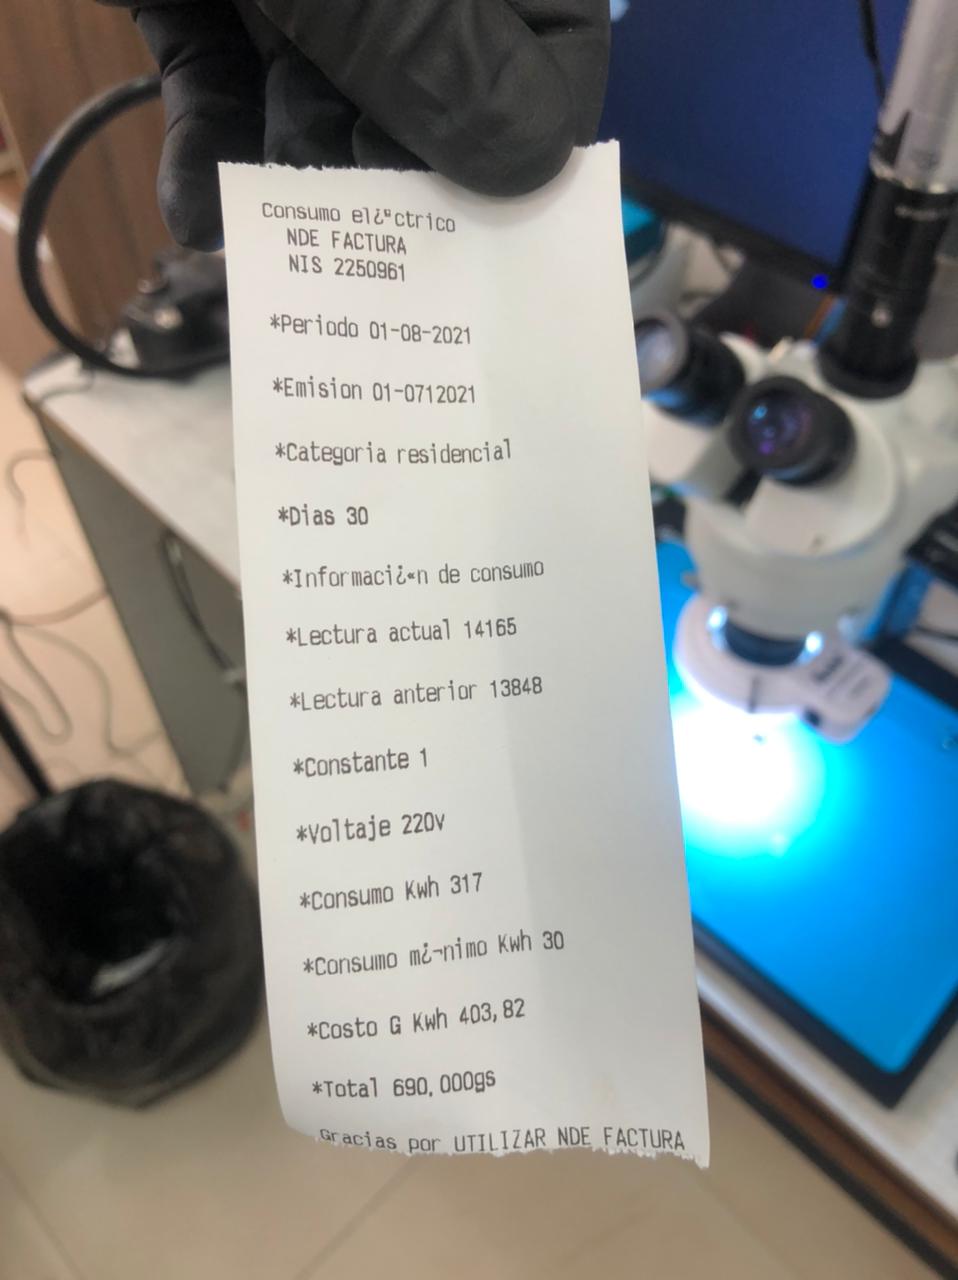 Consumo el¿ºctrico
NDE FACTURA
NIS 2250961
*Periodo 01-08-2021
*Emision 01-0712021
*Categoria residencial
*Dias 30
*Informaci¿«n de consumo
*Lectura actual 14165
*Lectura anterior 13848
*Constante 1
*Voltaje 220v
*Consumo Kwh 317
*Consumo m¿¬nimo Kwh 30
*Costo G Kwh 403,82
*Total 690,000gs
Gracias por UTILIZAR NDE FACTURA